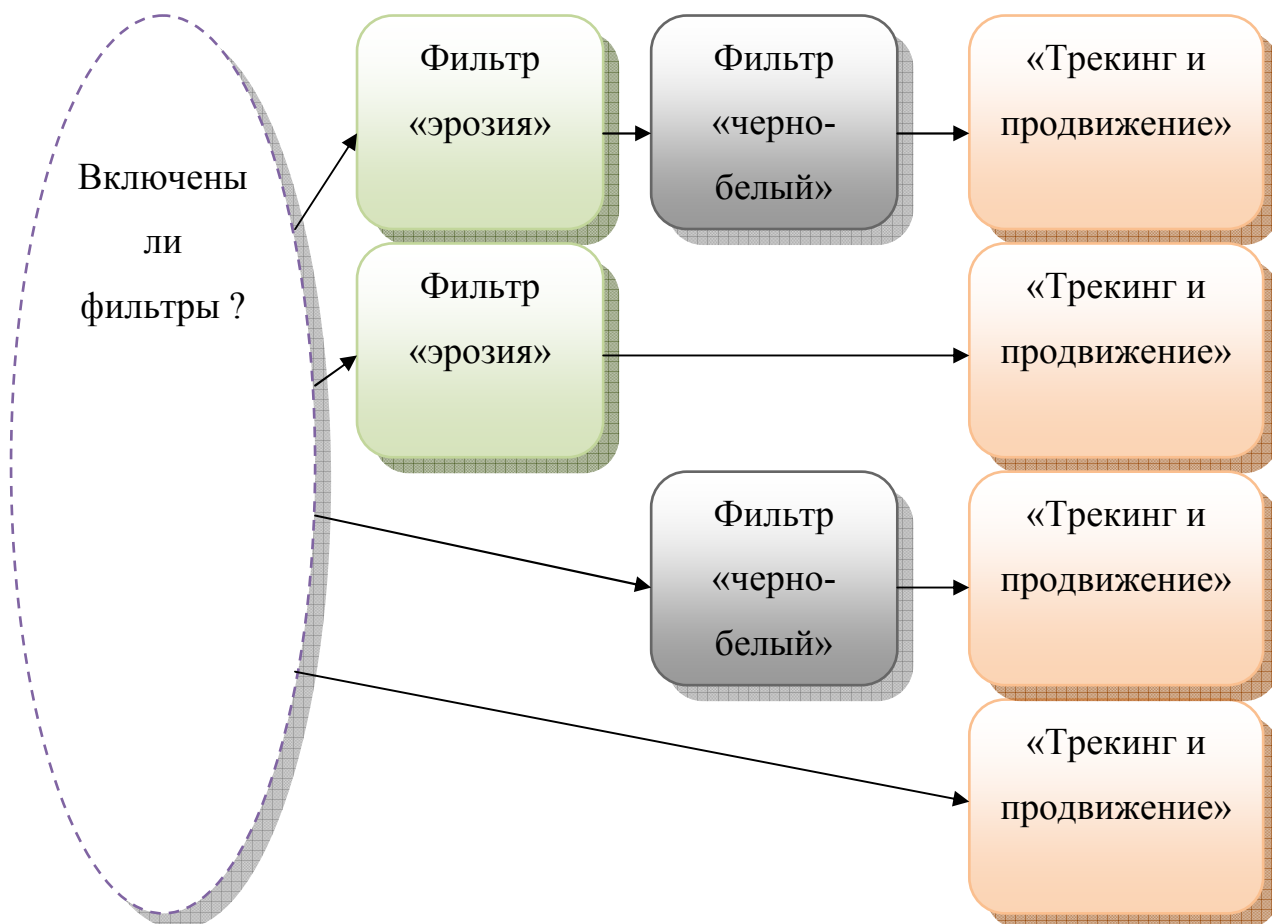 Включены
ли
фильтры ?
Фильтр
«эрозия»
Фильтр
«черно-
белый»
«Трекинг и
продвижение»
Фильтр
«эрозия»
«Трекинг и
продвижение»
Фильтр
«черно-
белый»
«Трекинг и
продвижение»
«Трекинг и
продвижение»